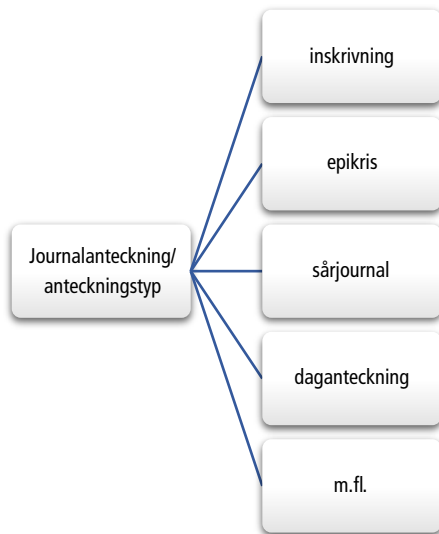 Journalanteckning/
anteckningstyp
inskrivning
epikris
sårjournal
daganteckning
m.fl.